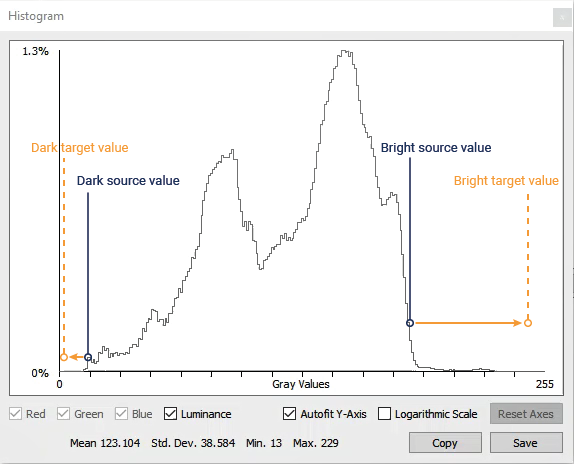 Histogram
1.3%
Dark target value
Bright source value
Dark source value
Bright target value
0%
0
Gray Values
255
Red Green Blue Luminance Autofit Y-Axis Logarithmic Scale Reset Axes
Mean 123.104 Std. Dev. 38.584 Min. 13 Max. 229 Copy Save